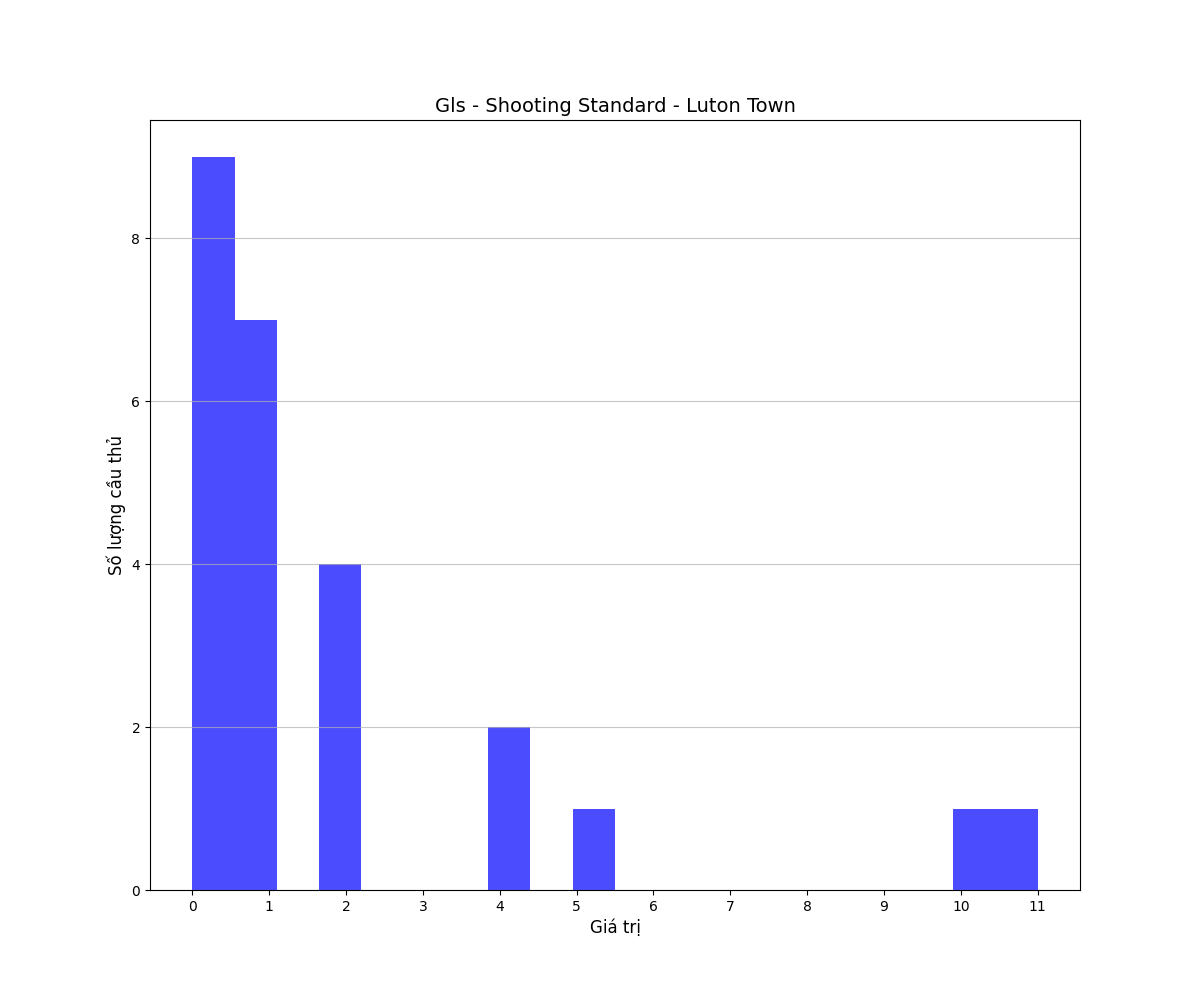 Gls - Shooting Standard - Luton Town
8
6
4
2
0
Số lượng cầu thủ
0 1 2 3 4 5 6 7 8 9 10 11
Giá trị